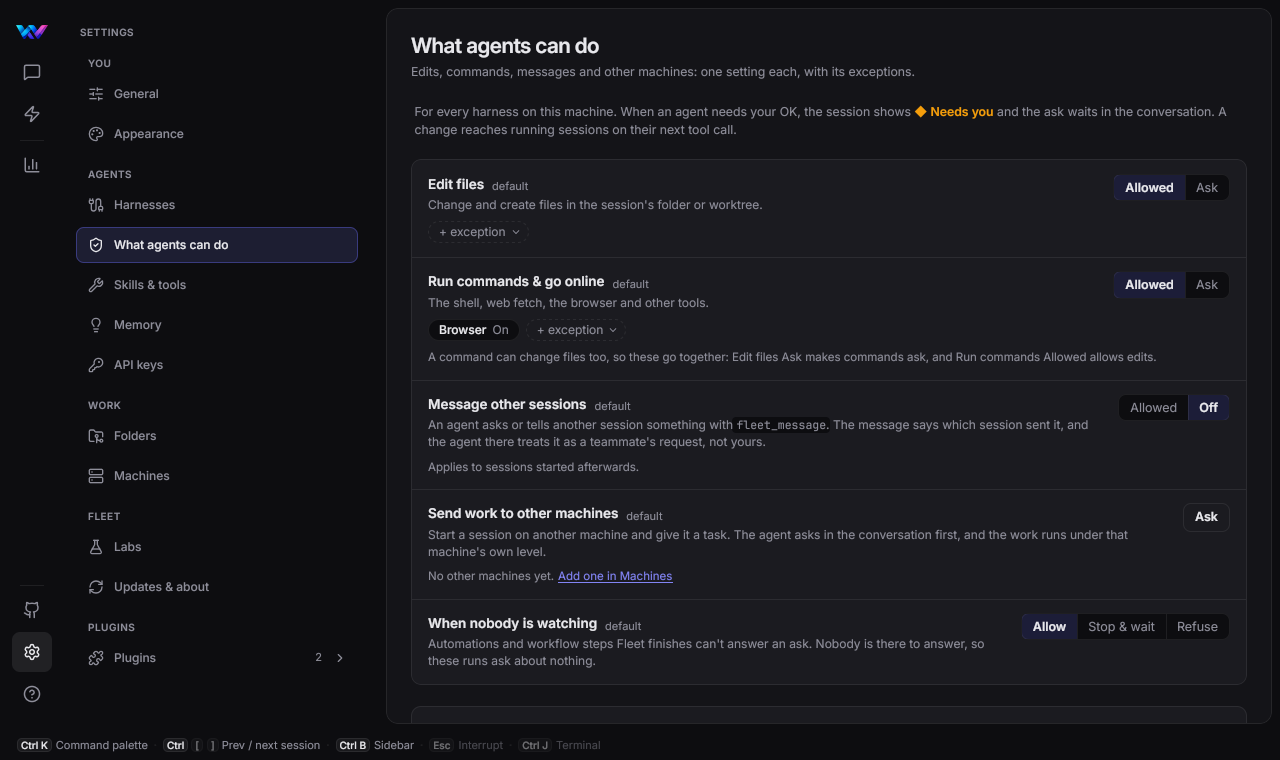 SETTINGS
YOU
General
Appearance
AGENTS
Harnesses
What agents can do
Skills & tools
Memory
API keys
WORK
Folders
Machines
FLEET
Labs
Updates & about
PLUGINS
Plugins 2
What agents can do
Edits, commands, messages and other machines: one setting each, with its exceptions.
For every harness on this machine. When an agent needs your OK, the session shows ◆ Needs you and the ask waits in the conversation. A
change reaches running sessions on their next tool call.
Edit files default
Allowed Ask
Change and create files in the session's folder or worktree.
+ exception
Run commands & go online default
Allowed Ask
The shell, web fetch, the browser and other tools.
Browser On + exception
A command can change files too, so these go together: Edit files Ask makes commands ask, and Run commands Allowed allows edits.
Message other sessions default
Allowed Off
An agent asks or tells another session something with fleet_message. The message says which session sent it, and
the agent there treats it as a teammate's request, not yours.
Applies to sessions started afterwards.
Send work to other machines default
Ask
Start a session on another machine and give it a task. The agent asks in the conversation first, and the work runs under that
machine's own level.
No other machines yet. Add one in Machines
When nobody is watching default
Allow Stop & wait Refuse
Automations and workflow steps Fleet finishes can't answer an ask. Nobody is there to answer, so
these runs ask about nothing.
Ctrl K Command palette · Ctrl [ ] Prev / next session · Ctrl B Sidebar · Esc Interrupt · Ctrl J Terminal